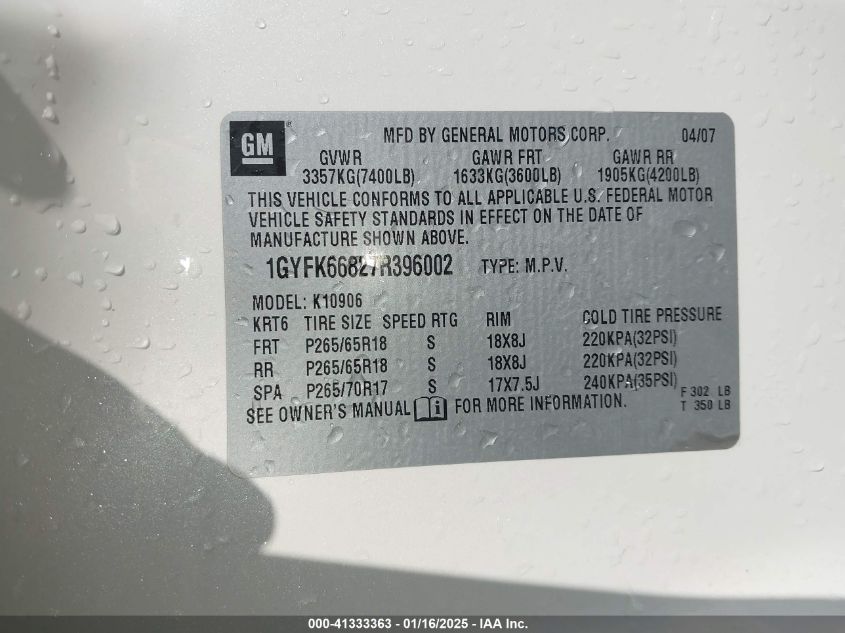 GM®
MFD BY GENERAL MOTORS CORP. 04/07
GVWR GAWR FRT GAWR RR
3357KG(7400LB) 1633KG(3600LB) 1905KG(4200LB)
THIS VEHICLE CONFORMS TO ALL APPLICABLE U.S. FEDERAL MOTOR
VEHICLE SAFETY STANDARDS IN EFFECT ON THE DATE OF
MANUFACTURE SHOWN ABOVE.
1GYFK66827R396002 TYPE: M.P.V.
MODEL: K10906
KRT6 TIRE SIZE SPEED RTG RIM COLD TIRE PRESSURE
FRT P265/65R18 S 18X8J 220KPA(32PSI)
RR P265/65R18 S 18X8J 220KPA(32PSI)
SPA P265/70R17 S 17X7.5J 240KPA(35PSI)
F 302 LB
T 350 LB
SEE OWNER'S MANUAL i FOR MORE INFORMATION.
000-41333363 - 01/16/2025 - IAA Inc.